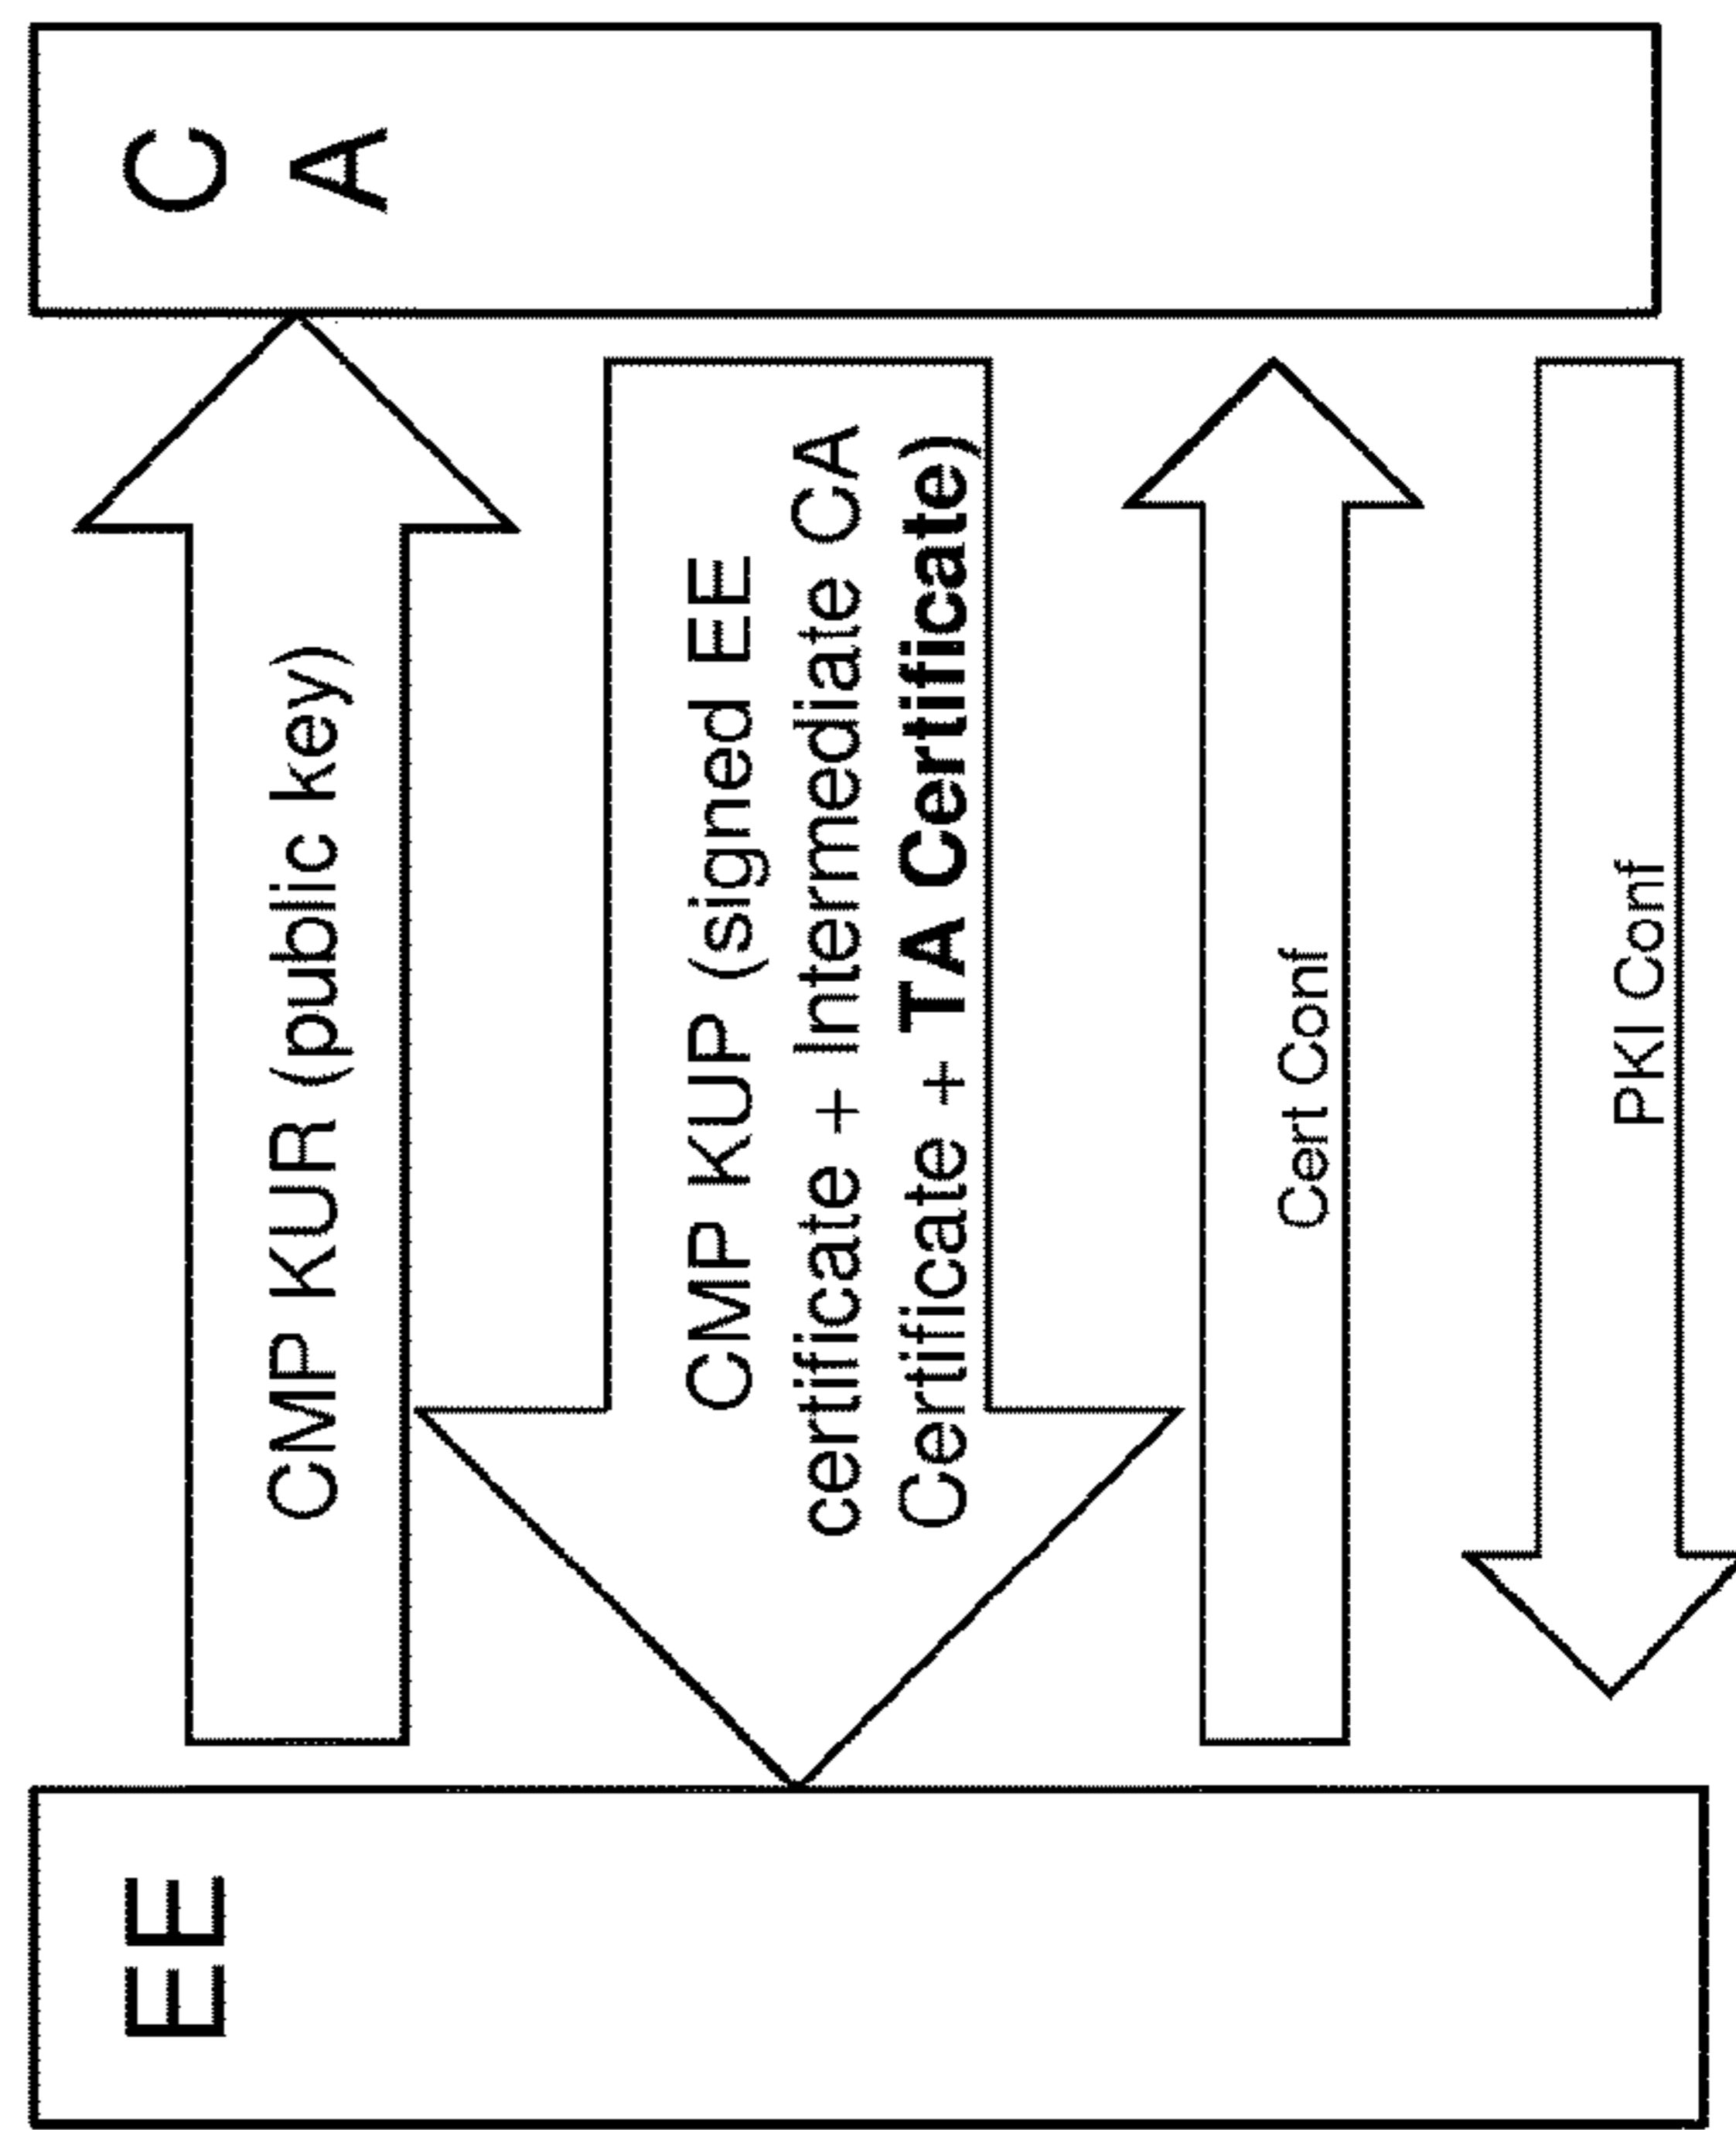 EE
C
A
CMP KUR (public key)
CMP KUP (signed EE
certificate + Intermediate CA
Certificate + TA Certificate)
Cert Conf
PKI Conf